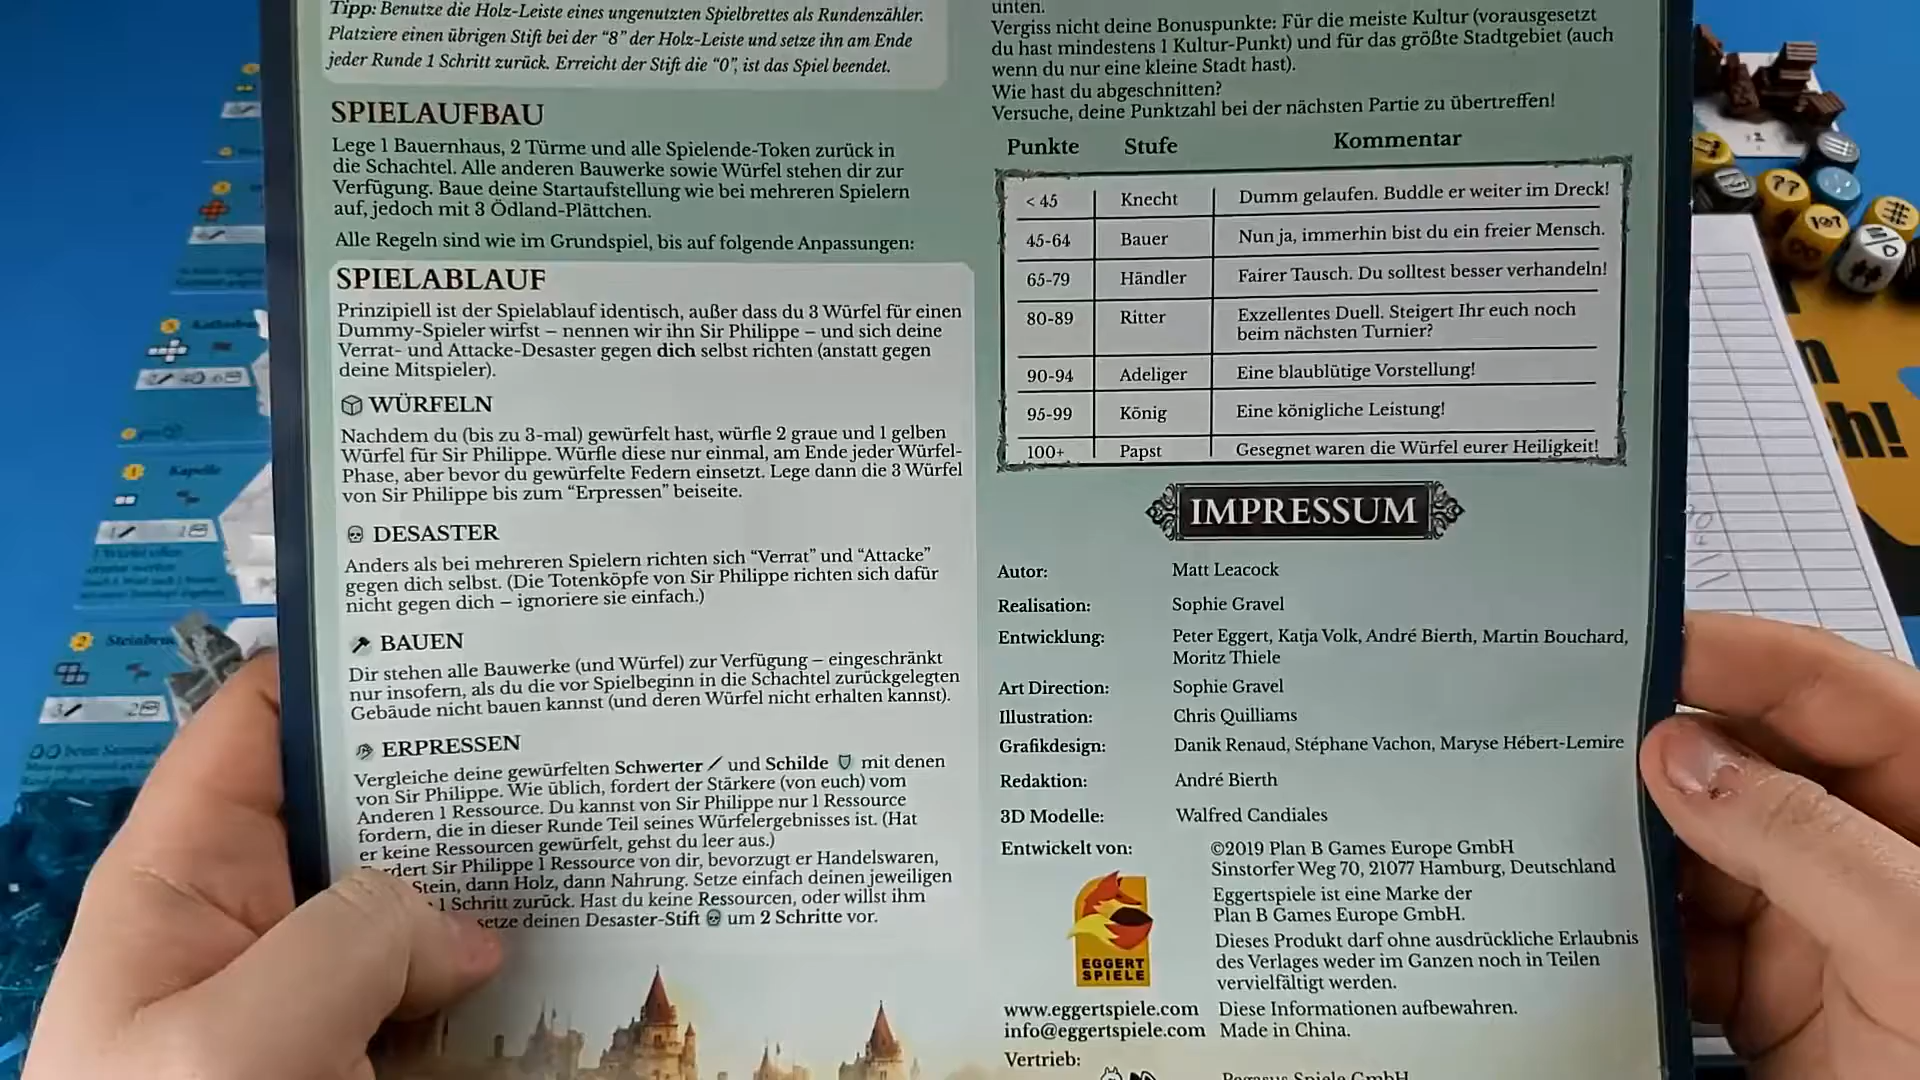 Tipp: Benutze die Holz-Leiste eines ungenutzten Spielbrettes als Rundenzähler.
Platziere einen übrigen Stift bei der “8” der Holz-Leiste und setze ihn am Ende
jeder Runde 1 Schritt zurück. Erreicht der Stift die “0”, ist das Spiel beendet.
SPIELAUFBAU
Lege 1 Bauernhaus, 2 Türme und alle Spielende-Token zurück in
die Schachtel. Alle anderen Bauwerke sowie Würfel stehen dir zur
Verfügung. Baue deine Startaufstellung wie bei mehreren Spielern
auf, jedoch mit 3 Ödland-Plättchen.
Alle Regeln sind wie im Grundspiel, bis auf folgende Anpassungen:
SPIELABLAUF
Prinzipiell ist der Spielablauf identisch, außer dass du 3 Würfel für einen
Dummy-Spieler wirfst – nennen wir ihn Sir Philippe – und sich deine
Verrat- und Attacke-Desaster gegen dich selbst richten (anstatt gegen
deine Mitspieler).
WÜRFELN
Nachdem du (bis zu 3-mal) gewürfelt hast, würfle 2 graue und 1 gelben
Würfel für Sir Philippe. Würfle diese nur einmal, am Ende jeder Würfel-
Phase, aber bevor du gewürfelte Federn einsetzt. Lege dann die 3 Würfel
von Sir Philippe bis zum “Erpressen” beiseite.
DESASTER
Anders als bei mehreren Spielern richten sich “Verrat” und “Attacke”
gegen dich selbst. (Die Totenköpfe von Sir Philippe richten sich dafür
nicht gegen dich – ignoriere sie einfach.)
BAUEN
Dir stehen alle Bauwerke (und Würfel) zur Verfügung – eingeschränkt
nur insofern, als du die vor Spielbeginn in die Schachtel zurückgelegten
Gebäude nicht bauen kannst (und deren Würfel nicht erhalten kannst).
ERPRESSEN
Vergleiche deine gewürfelten Schwerter und Schilde mit denen
von Sir Philippe. Wie üblich, fordert der Stärkere (von euch) vom
Anderen 1 Ressource. Du kannst von Sir Philippe nur 1 Ressource
fordern, die in dieser Runde Teil seines Würfelergebnisses ist. (Hat
er keine Ressourcen gewürfelt, gehst du leer aus.)
Sir Philippe 1 Ressource von dir, bevorzugt er Handelswaren,
Stein, dann Holz, dann Nahrung. Setze einfach deinen jeweiligen
1 Schritt zurück. Hast du keine Ressourcen, oder willst ihm
setze deinen Desaster-Stift um 2 Schritte vor.
unten.
Vergiss nicht deine Bonuspunkte: Für die meiste Kultur (vorausgesetzt
du hast mindestens 1 Kultur-Punkt) und für das größte Stadtgebiet (auch
wenn du nur eine kleine Stadt hast).
Wie hast du abgeschnitten?
Versuche, deine Punktzahl bei der nächsten Partie zu übertreffen!
Punkte Stufe Kommentar
< 45 Knecht Dumm gelaufen. Buddle er weiter im Dreck!
45-64 Bauer Nun ja, immerhin bist du ein freier Mensch.
65-79 Händler Fairer Tausch. Du solltest besser verhandeln!
80-89 Ritter Exzellentes Duell. Steigert Ihr euch noch
beim nächsten Turnier?
90-94 Adeliger Eine blaublütige Vorstellung!
95-99 König Eine königliche Leistung!
100+ Papst Gesegnet waren die Würfel eurer Heiligkeit!
IMPRESSUM
Autor: Matt Leacock
Realisation: Sophie Gravel
Entwicklung: Peter Eggert, Katja Volk, André Bierth, Martin Bouchard,
Moritz Thiele
Art Direction: Sophie Gravel
Illustration: Chris Quilliams
Grafikdesign: Danik Renaud, Stéphane Vachon, Maryse Hébert-Lemire
Redaktion: André Bierth
3D Modelle: Walfred Candiales
Entwickelt von: ©2019 Plan B Games Europe GmbH
Sinstorfer Weg 70, 21077 Hamburg, Deutschland
Eggertspiele ist eine Marke der
Plan B Games Europe GmbH.
Dieses Produkt darf ohne ausdrückliche Erlaubnis
des Verlages weder im Ganzen noch in Teilen
vervielfältigt werden.
EGGERT
SPIELE
www.eggertspiele.com Diese Informationen aufbewahren.
info@eggertspiele.com Made in China.
Vertrieb:
Pegasus Spiele GmbH
Kapelle